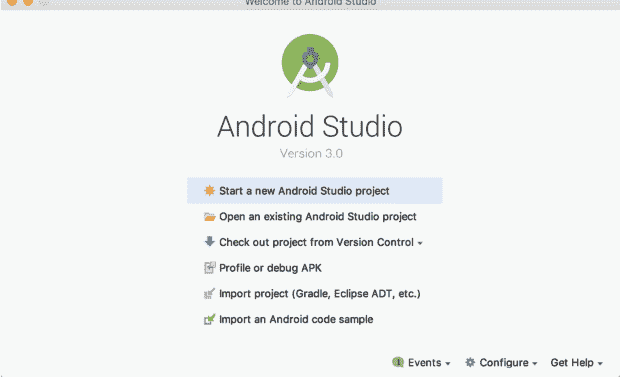 Welcome to Android Studio
Android Studio
Version 3.0
Start a new Android Studio project
Open an existing Android Studio project
Check out project from Version Control
Profile or debug APK
Import project (Gradle, Eclipse ADT, etc.)
Import an Android code sample
Events Configure Get Help